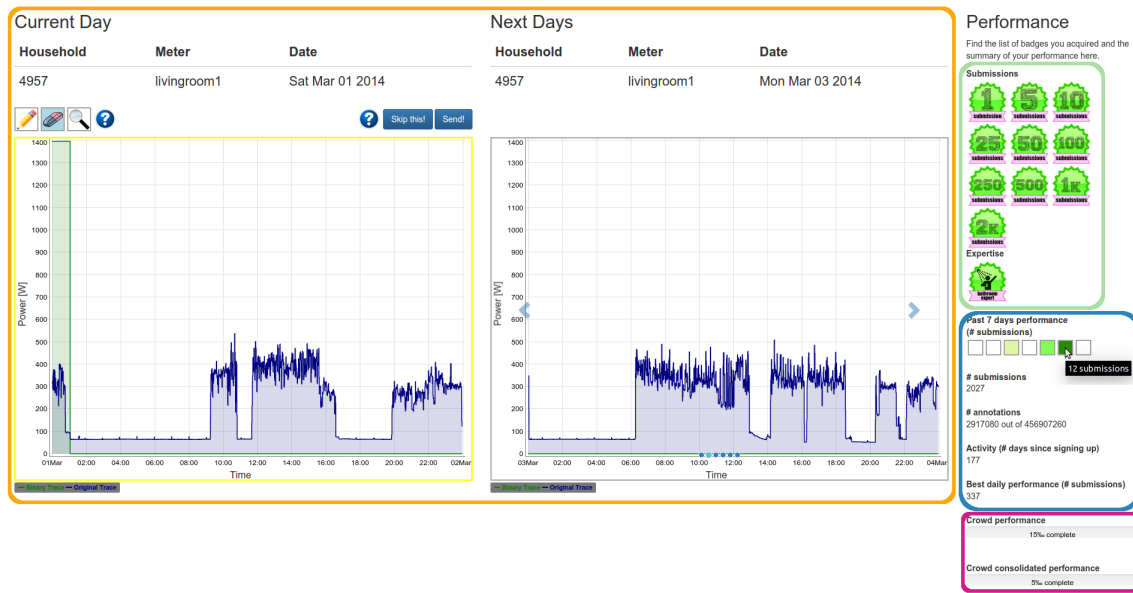 Current Day
Household Meter Date
4957 livingroom1 Sat Mar 01 2014
? ? Skip this! Send!
1400
1300
1200
1100
1000
900
800
700
600
500
400
300
200
100
0
Power [W]
01Mar 02:00 04:00 06:00 08:00 10:00 12:00 14:00 16:00 18:00 20:00 22:00 02Mar
Time
— Binary Trace — Original Trace
Next Days
Household Meter Date
4957 livingroom1 Mon Mar 03 2014
1400
1300
1200
1100
1000
900
800
700
600
500
400
300
200
100
0
Power [W]
03Mar 02:00 04:00 06:00 08:00 10:00 12:00 14:00 16:00 18:00 20:00 22:00 04Mar
Time
— Binary Trace — Original Trace
Performance
Find the list of badges you acquired and the
summary of your performance here.
Submissions
1 5 10
submission submissions submissions
25 50 100
submissions submissions submissions
250 500 1K
submissions submissions submissions
2K
submissions
Expertise
bathroom
expert
Past 7 days performance
(# submissions)
12 submissions
# submissions
2027
# annotations
2917080 out of 456907260
Activity (# days since signing up)
177
Best daily performance (# submissions)
337
Crowd performance
15‰ complete
Crowd consolidated performance
5‰ complete